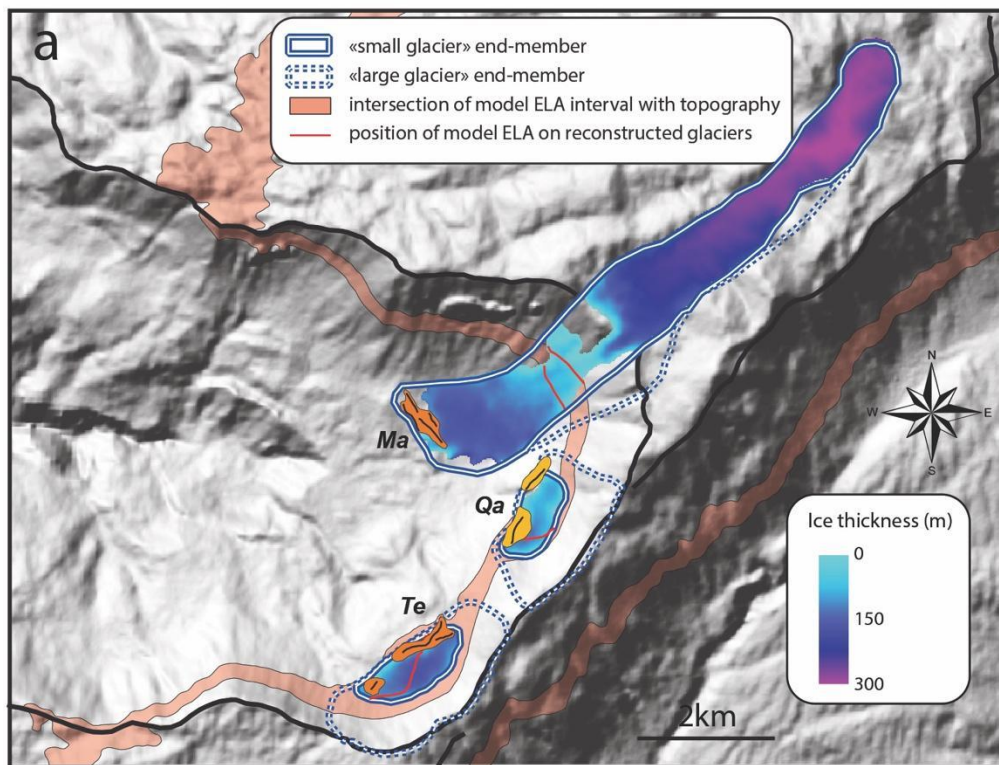 a
«small glacier» end-member
«large glacier» end-member
intersection of model ELA interval with topography
position of model ELA on reconstructed glaciers
N
W E
S
Ma
Qa
Te
Ice thickness (m)
0
150
300
2km